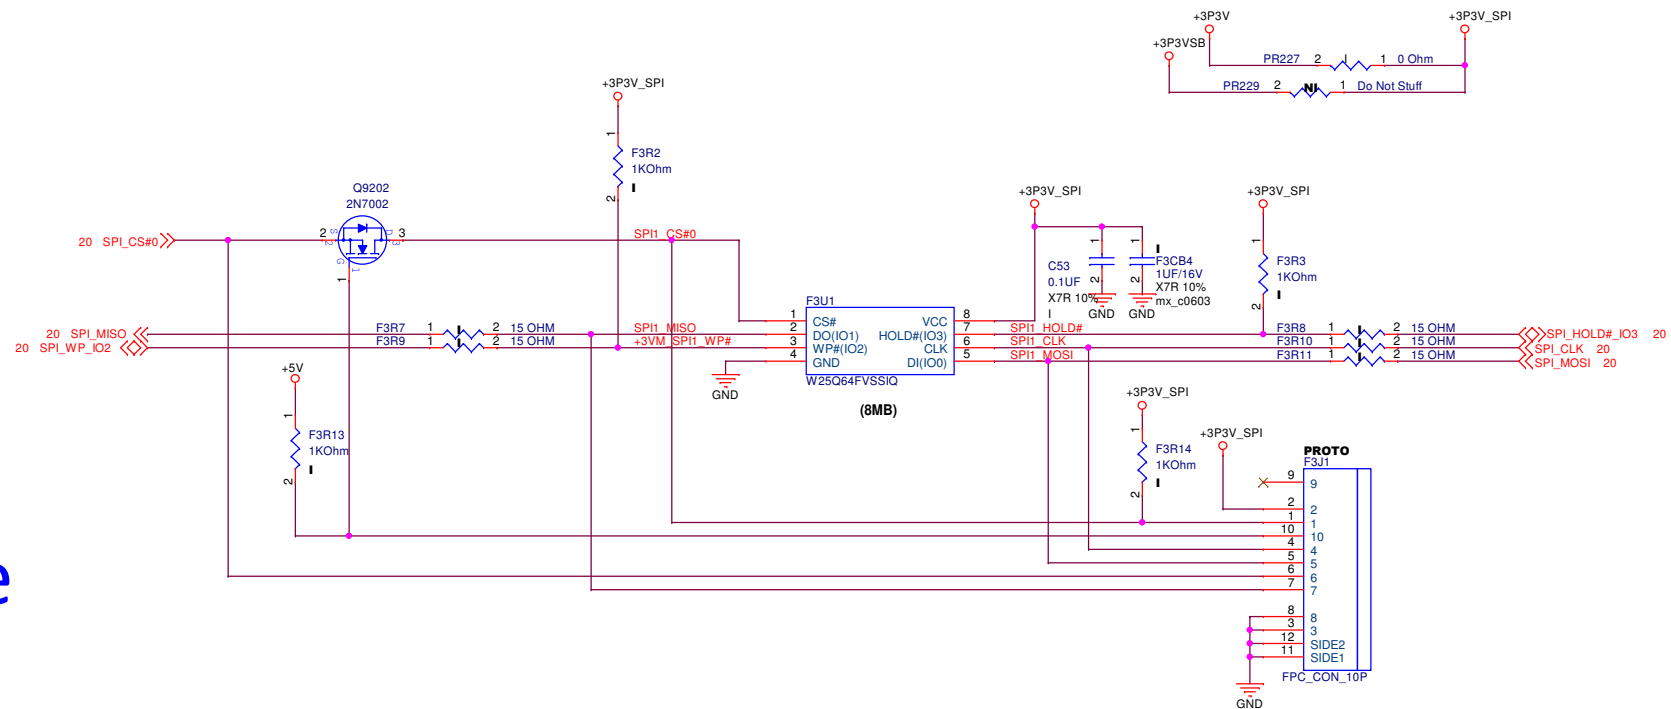 +3P3V
+3P3V_SPI
+3P3VSB
PR227 2 I 1 0 Ohm
PR229 2 NI 1 Do Not Stuff
+3P3V_SPI
1
F3R2
1KOhm
I
2
Q9202
2N7002
20 SPI_CS#0
2 S 2 D 3 3
G 1
1
SPI1_CS#0
+3P3V_SPI
+3P3V_SPI
1 1 1
C53
0.1UF
X7R 10%
I
2
GND
I
F3CB4
1UF/16V
X7R 10%
mx_c0603
2
GND
F3R3
1KOhm
I
2
F3U1
1 CS#
2 DO(IO1)
3 WP#(IO2)
4 GND
VCC 8
HOLD#(IO3) 7
CLK 6
DI(IO0) 5
W25Q64FVSSIQ
(8MB)
20 SPI_MISO
F3R7 1 I 2 15 OHM
SPI1_MISO
20 SPI_WP_IO2
F3R9 1 I 2 15 OHM
+3VM_SPI1_WP#
GND
SPI1_HOLD#
F3R8 1 I 2 15 OHM
SPI_HOLD#_IO3 20
SPI1_CLK
F3R10 1 I 2 15 OHM
SPI_CLK 20
SPI1_MOSI
F3R11 1 I 2 15 OHM
SPI_MOSI 20
+5V
1
F3R13
1KOhm
I
2
+3P3V_SPI
1
F3R14
1KOhm
I
2
+3P3V_SPI
PROTO
F3J1
9 9
2 2
1 1
10 10
4 4
5 5
6 6
7 7
8 8
3 3
12 SIDE2
11 SIDE1
FPC_CON_10P
GND
e